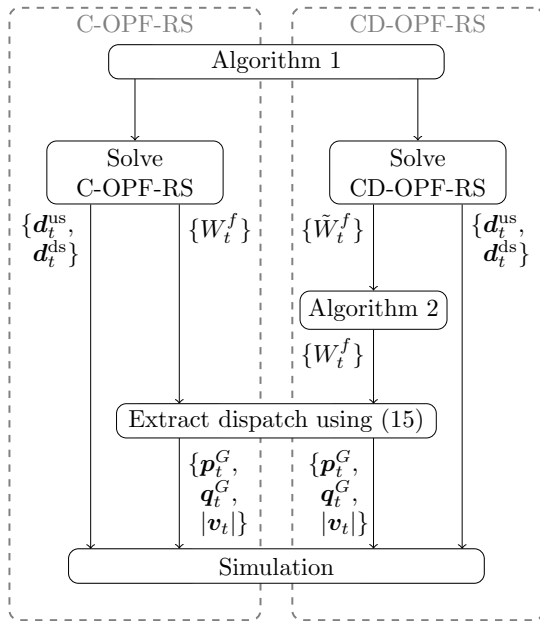 C-OPF-RS CD-OPF-RS
Algorithm 1
Solve
C-OPF-RS
Solve
CD-OPF-RS
{d_t^us,
d_t^ds}
{W_t^f}
{W̃_t^f}
{d_t^us,
d_t^ds}
Algorithm 2
{W_t^f}
Extract dispatch using (15)
{p_t^G,
q_t^G,
|v_t|}
{p_t^G,
q_t^G,
|v_t|}
Simulation